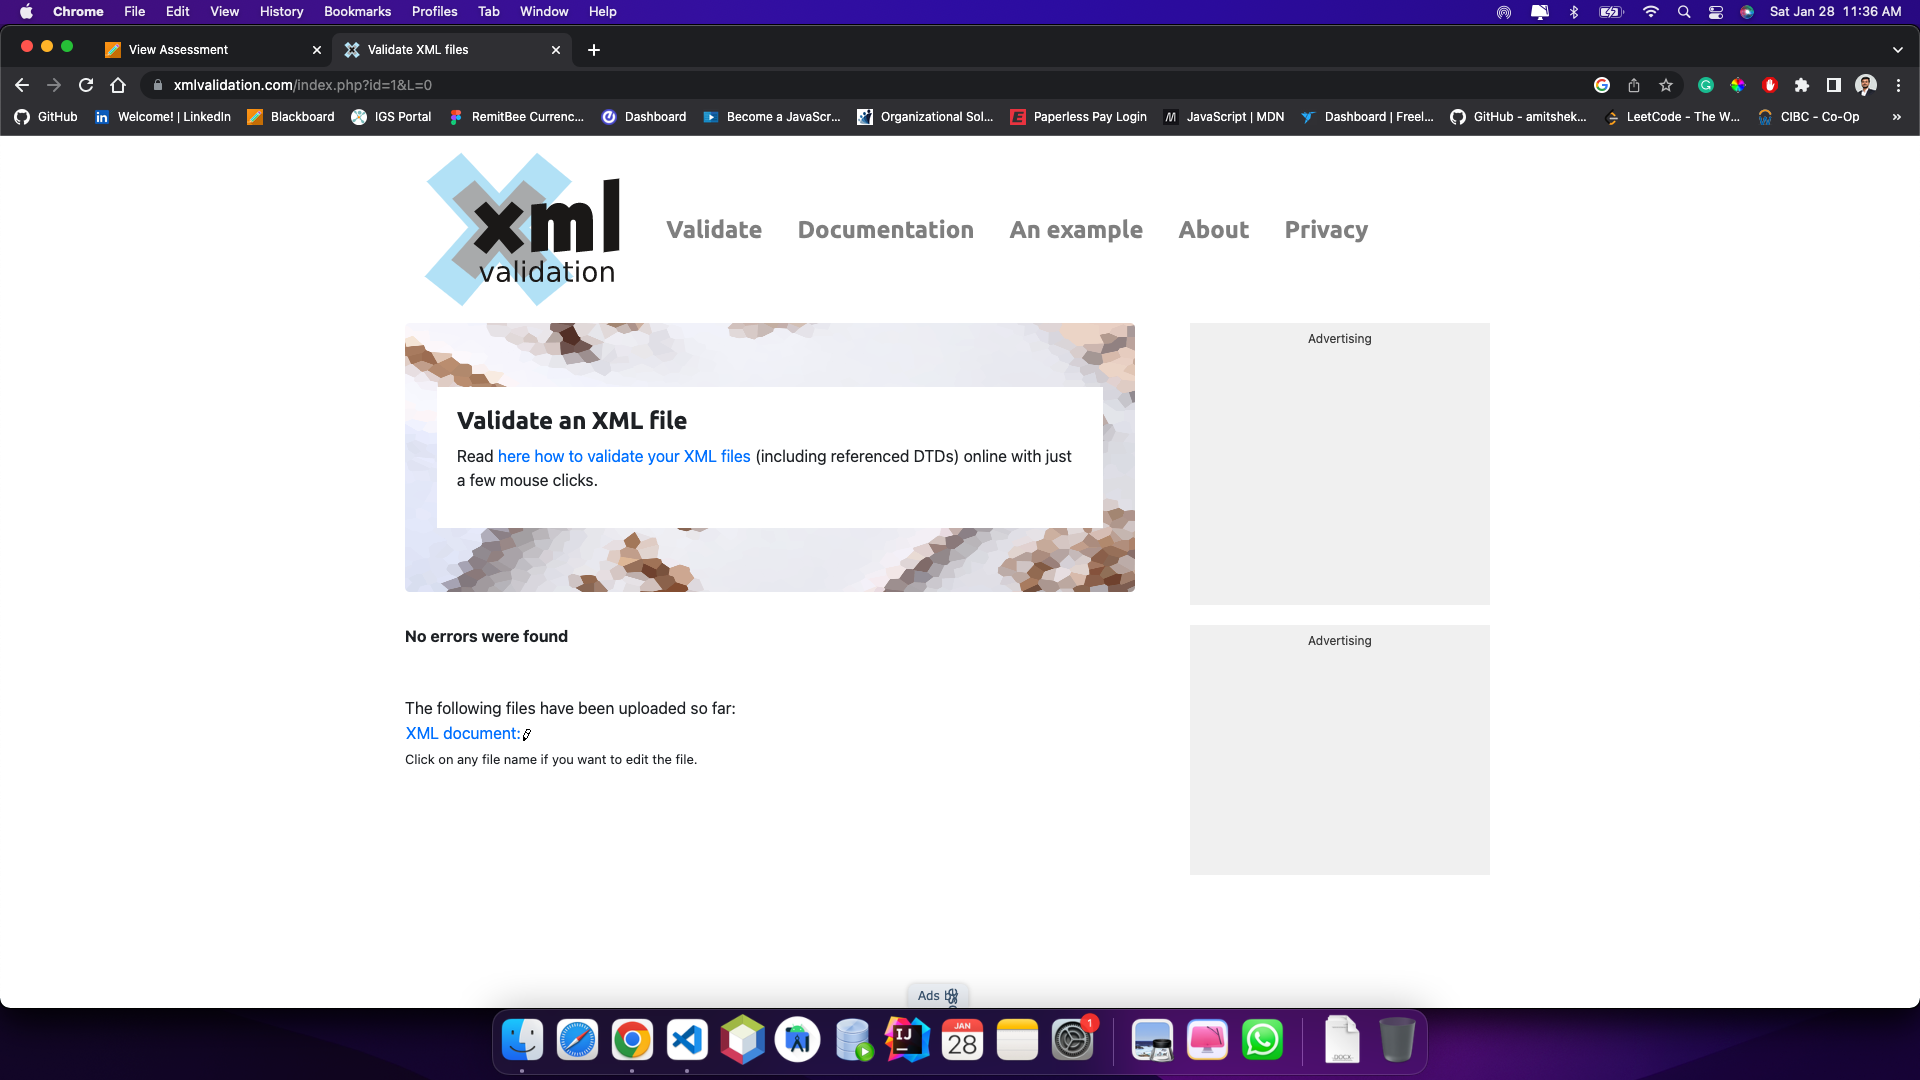 Chrome File Edit View History Bookmarks Profiles Tab Window Help Sat Jan 28 11:36 AM
View Assessment Validate XML files
xmlvalidation.com/index.php?id=1&L=0
GitHub Welcome! | LinkedIn Blackboard IGS Portal RemitBee Currenc... Dashboard Become a JavaScr... Organizational Sol... Paperless Pay Login JavaScript | MDN Dashboard | Freel... GitHub - amitshek... LeetCode - The W... CIBC - Co-Op »
xml
validation
Validate Documentation An example About Privacy
Advertising
Validate an XML file
Read here how to validate your XML files (including referenced DTDs) online with just
a few mouse clicks.
No errors were found
Advertising
The following files have been uploaded so far:
XML document:
Click on any file name if you want to edit the file.
Ads by
IJ
JAN
28
1
DOCX